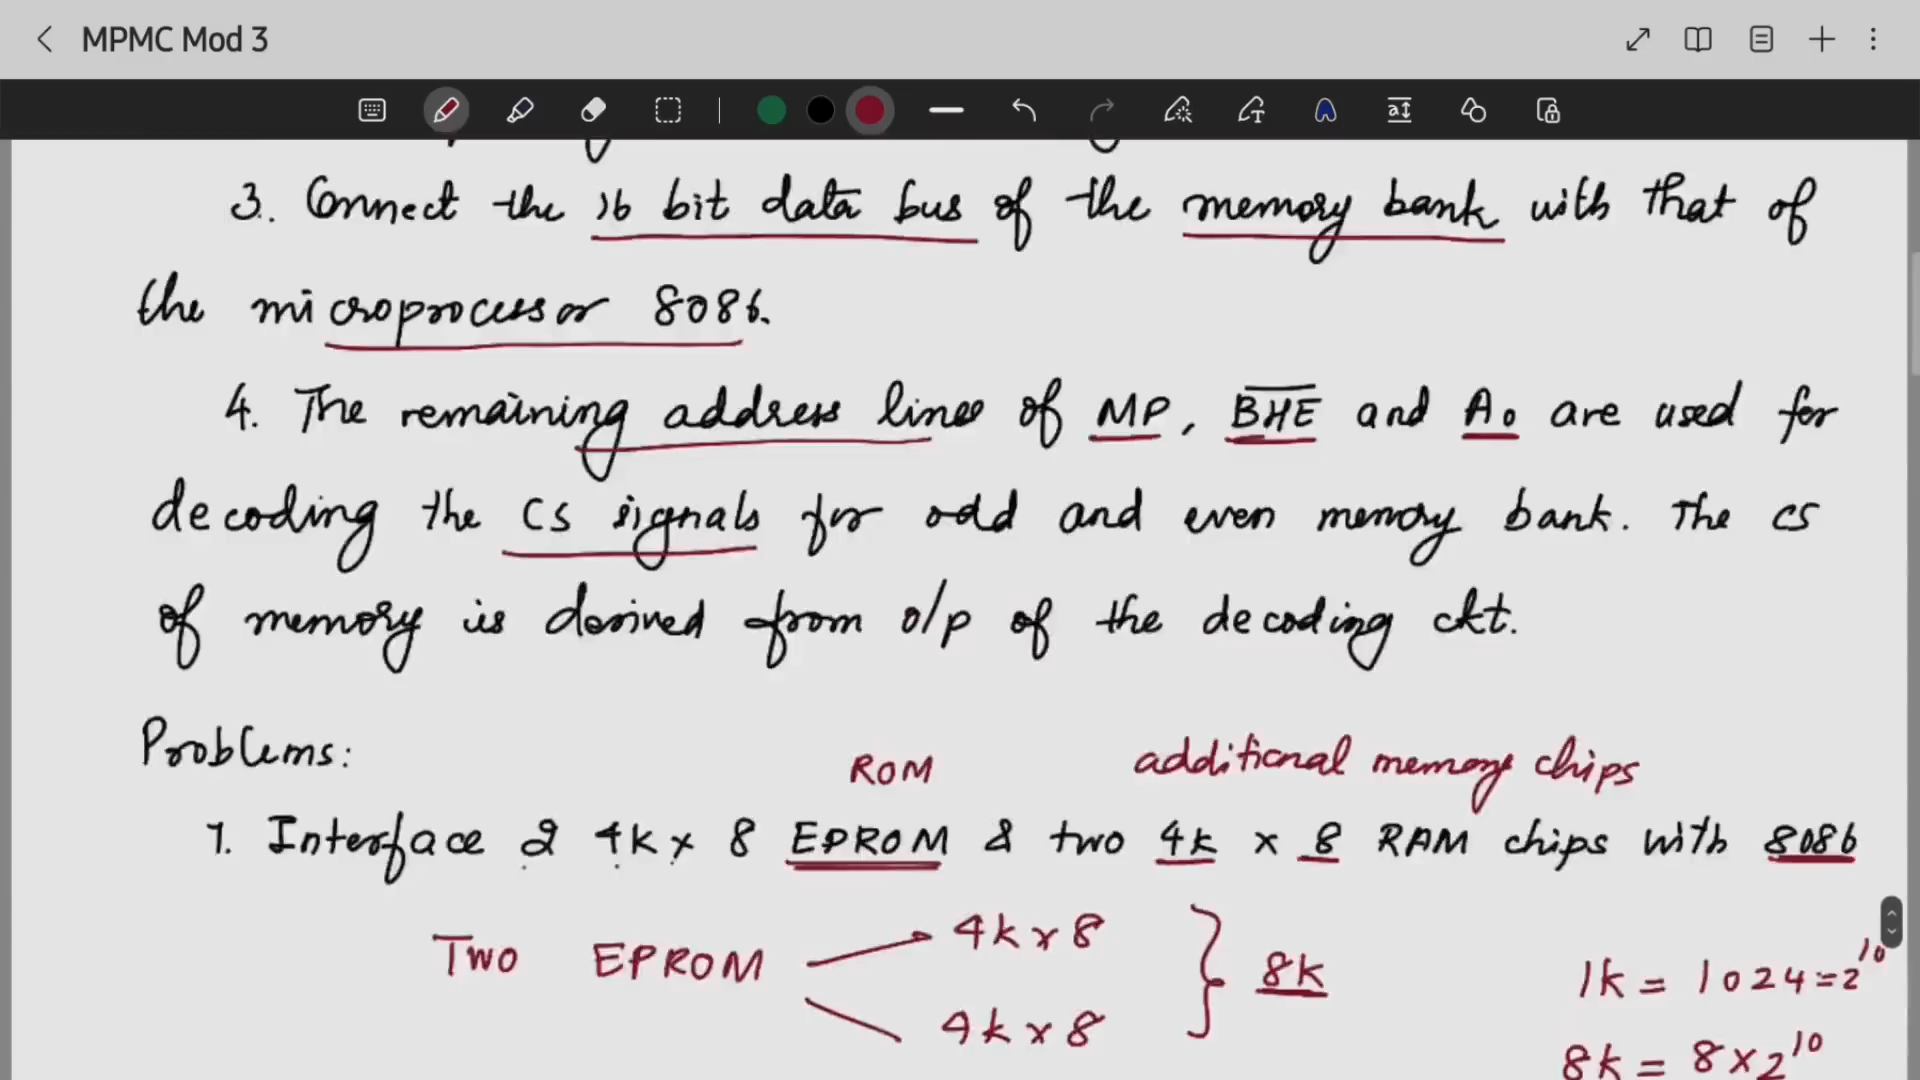 MPMC Mod 3
3. Connect the 16 bit data bus of the memory bank with that of
the microprocessor 8086.
4. The remaining address lines of MP, B̅H̅E̅ and A0 are used for
decoding the CS signals for odd and even memory bank. The CS
of memory is derived from o/p of the decoding ckt.
Problems:
ROM additional memory chips
1. Interface 2 4K x 8 EPROM & two 4K x 8 RAM chips with 8086
Two EPROM 4K x 8 } 8K
4K x 8
1K = 1024 = 2^10
8K = 8 x 2^10